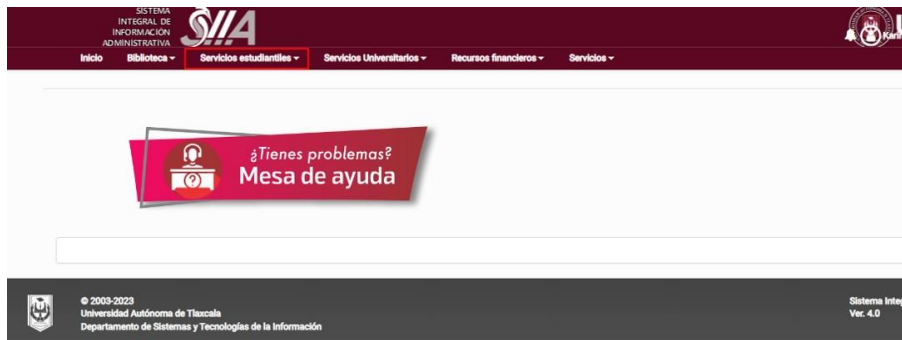 SISTEMA
INTEGRAL DE
INFORMACIÓN
ADMINISTRATIVA
SIIA
Inicio Biblioteca Servicios estudiantiles Servicios Universitarios Recursos financieros Servicios
¿Tienes problemas?
Mesa de ayuda
© 2003-2023
Universidad Autónoma de Tlaxcala
Departamento de Sistemas y Tecnologías de la Información
Sistema Inte
Ver. 4.0